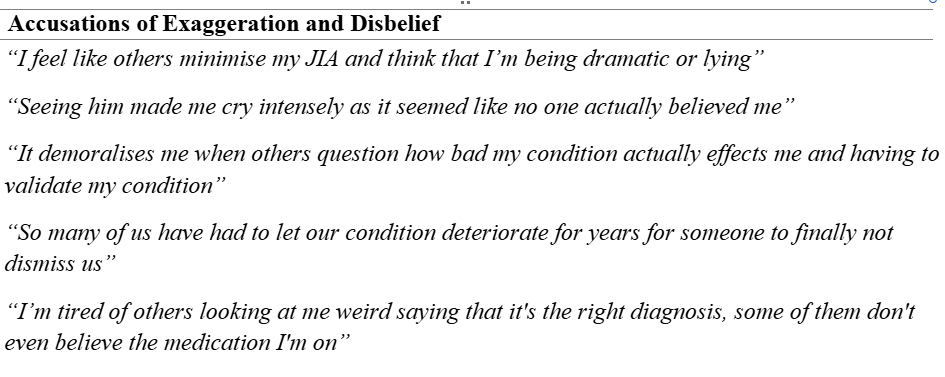 Accusations of Exaggeration and Disbelief
“I feel like others minimise my JIA and think that I’m being dramatic or lying”
“Seeing him made me cry intensely as it seemed like no one actually believed me”
“It demoralises me when others question how bad my condition actually effects me and having to
validate my condition”
“So many of us have had to let our condition deteriorate for years for someone to finally not
dismiss us”
“I’m tired of others looking at me weird saying that it's the right diagnosis, some of them don't
even believe the medication I'm on”